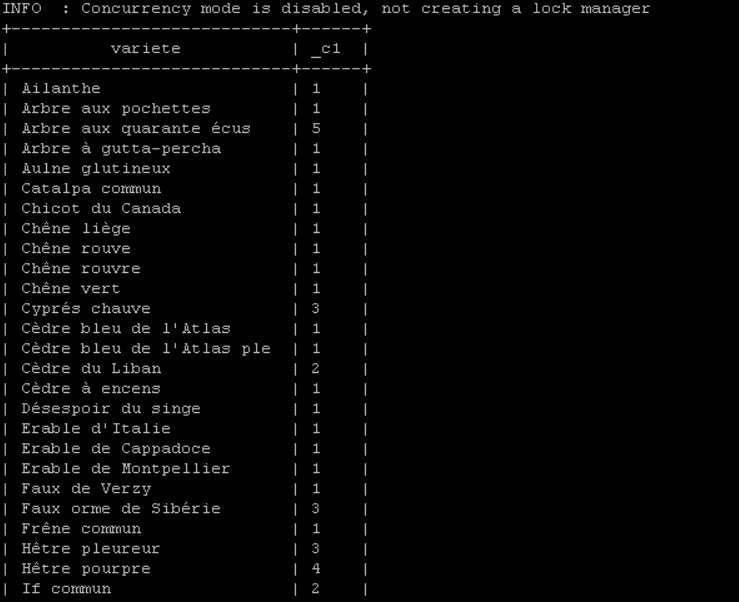 INFO  : Concurrency mode is disabled, not creating a lock manager
+----------------------------+------+
|          variete           | _c1  |
+----------------------------+------+
| Ailanthe                   | 1    |
| Arbre aux pochettes        | 1    |
| Arbre aux quarante écus    | 5    |
| Arbre à gutta-percha       | 1    |
| Aulne glutineux            | 1    |
| Catalpa commun             | 1    |
| Chicot du Canada           | 1    |
| Chêne liège                | 1    |
| Chêne rouve                | 1    |
| Chêne rouvre               | 1    |
| Chêne vert                 | 1    |
| Cyprés chauve              | 3    |
| Cèdre bleu de l'Atlas      | 1    |
| Cèdre bleu de l'Atlas ple  | 1    |
| Cèdre du Liban             | 2    |
| Cèdre à encens             | 1    |
| Désespoir du singe         | 1    |
| Erable d'Italie            | 1    |
| Erable de Cappadoce        | 1    |
| Erable de Montpellier      | 1    |
| Faux de Verzy              | 1    |
| Faux orme de Sibérie       | 3    |
| Frêne commun               | 1    |
| Hêtre pleureur             | 3    |
| Hêtre pourpre              | 4    |
| If commun                  | 2    |